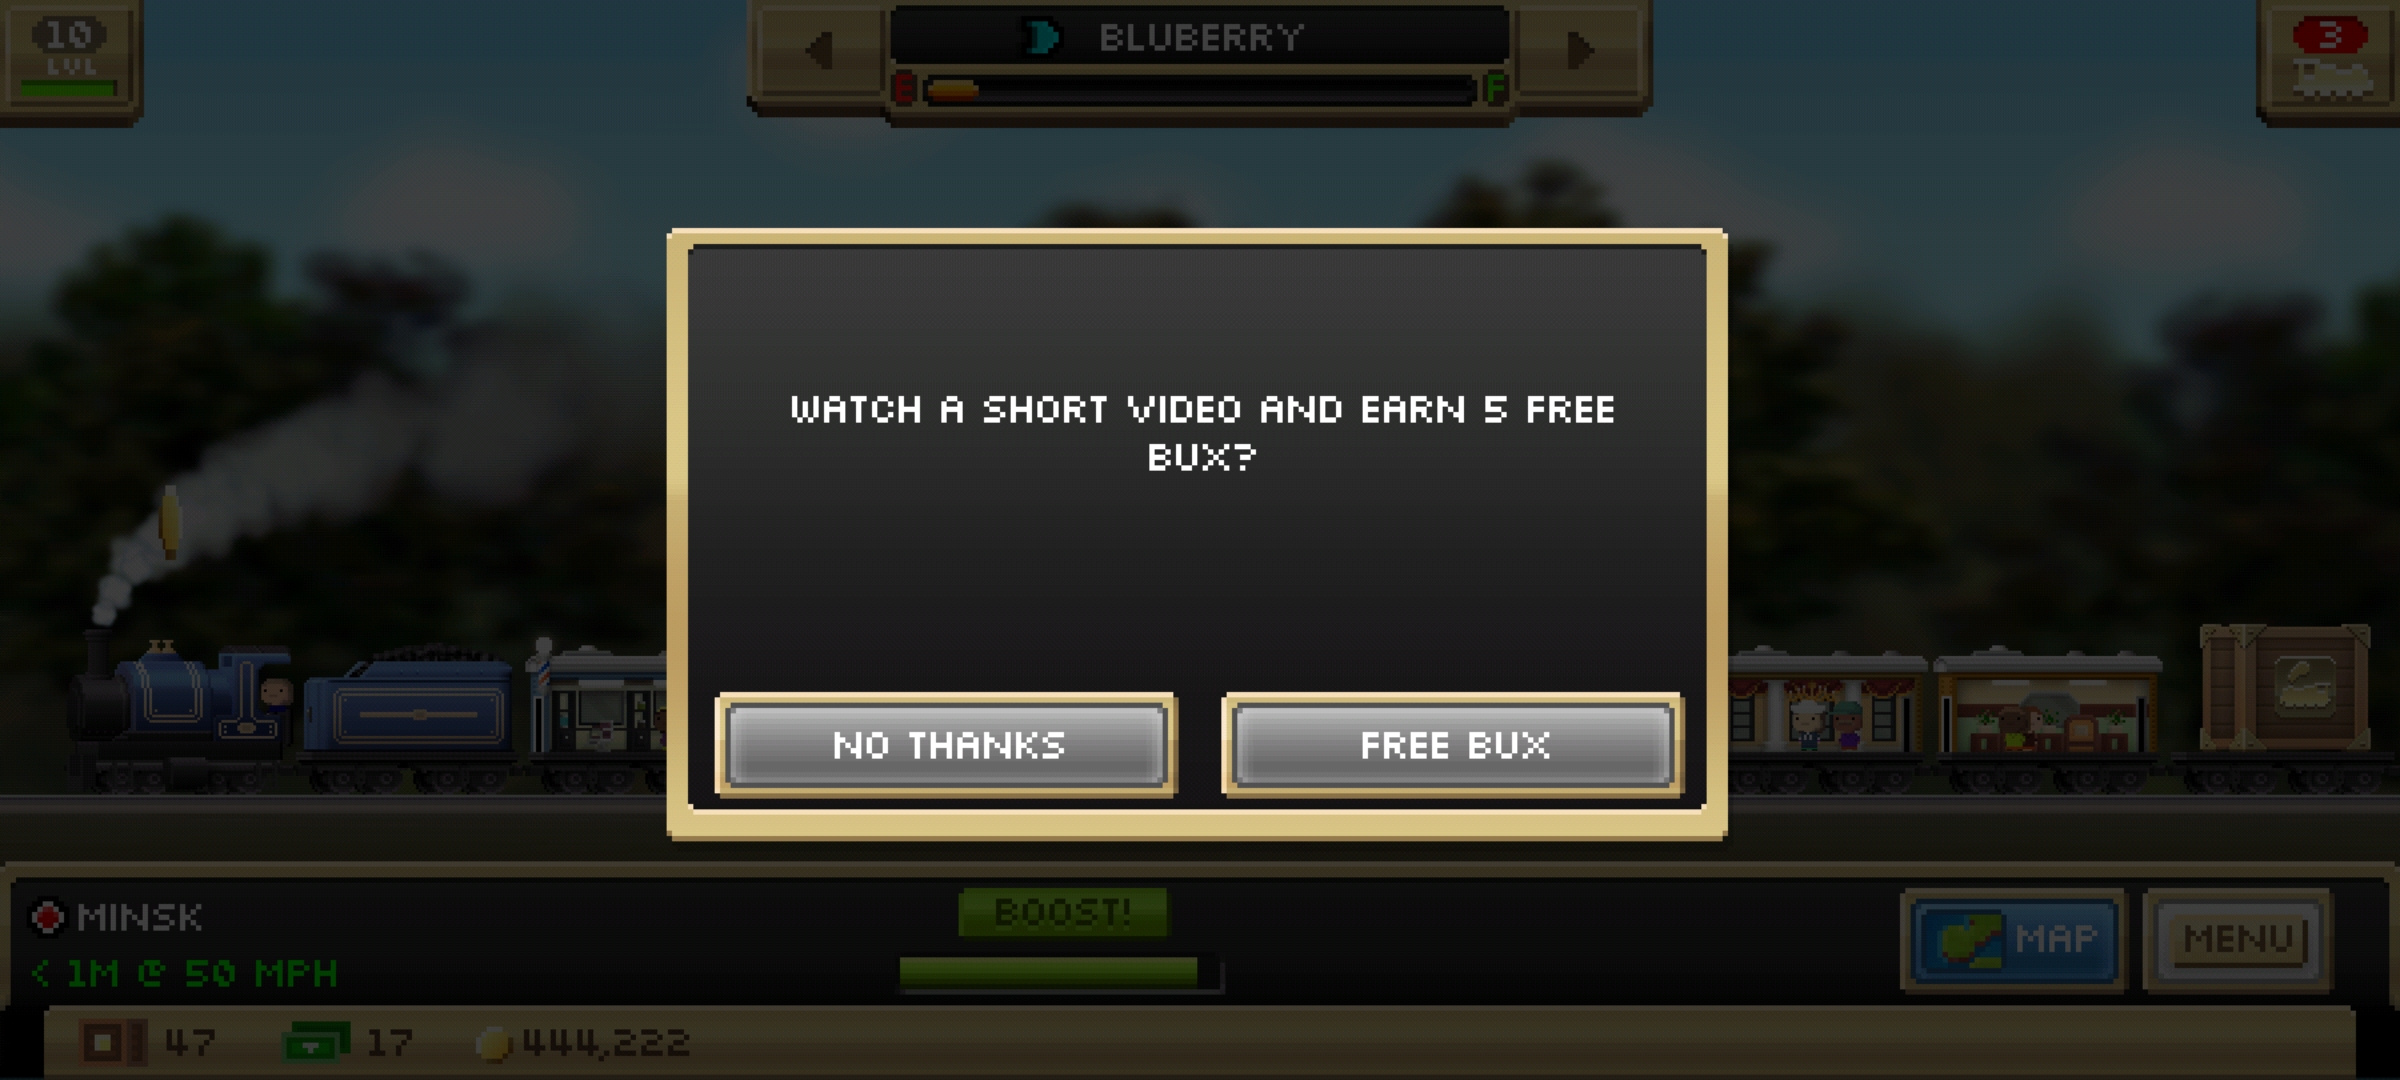 10
LVL
BLUBERRY
E F
3
WATCH A SHORT VIDEO AND EARN 5 FREE
BUX?
NO THANKS
FREE BUX
MINSK
< 1M @ 50 MPH
BOOST!
MAP
MENU
47
17
444,222